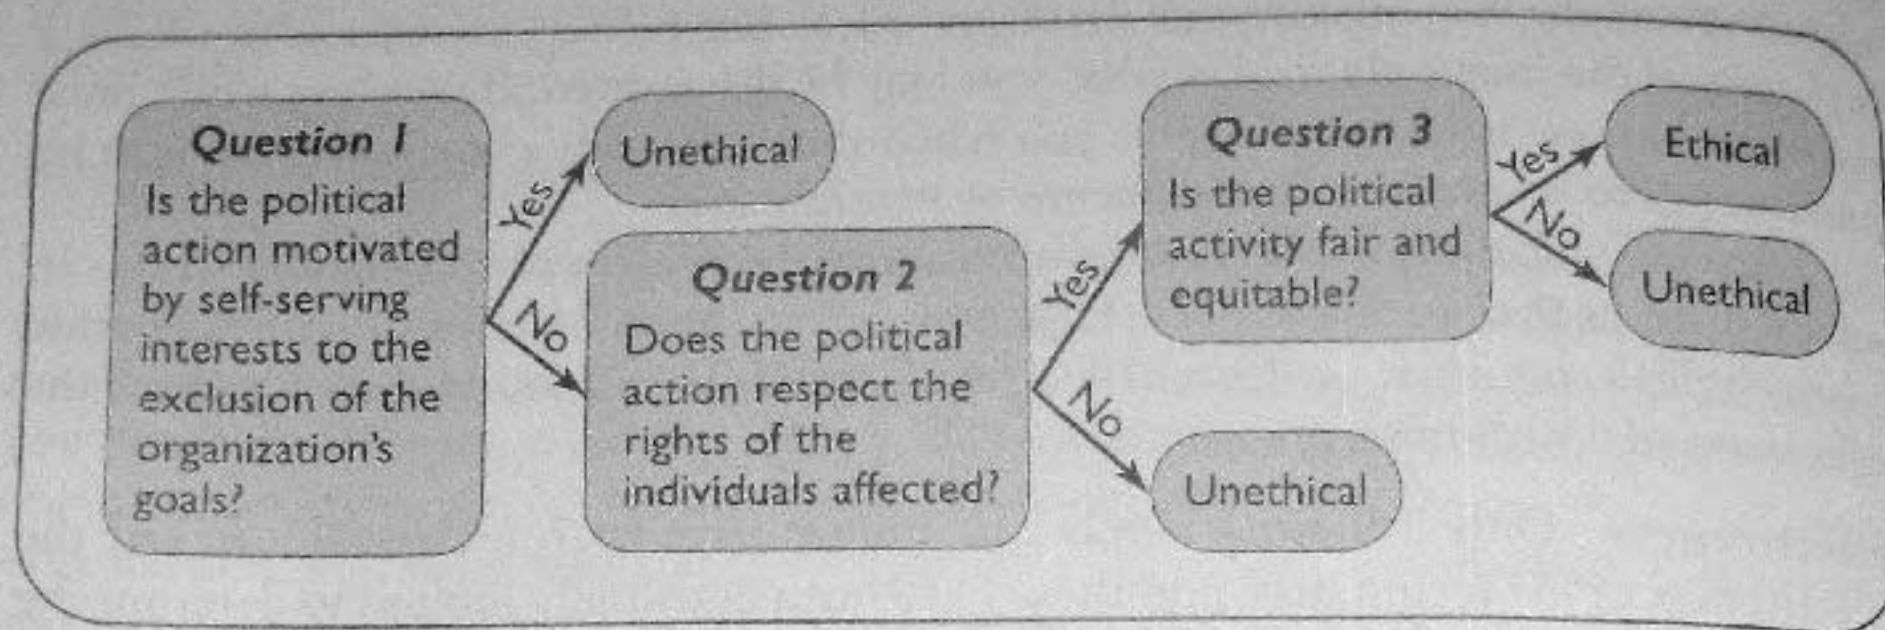 Question 1
Is the political
action motivated
by self-serving
interests to the
exclusion of the
organization's
goals?
Yes
Unethical
No
Question 2
Does the political
action respect the
rights of the
individuals affected?
Yes
Question 3
Is the political
activity fair and
equitable?
Yes
Ethical
No
Unethical
No
Unethical